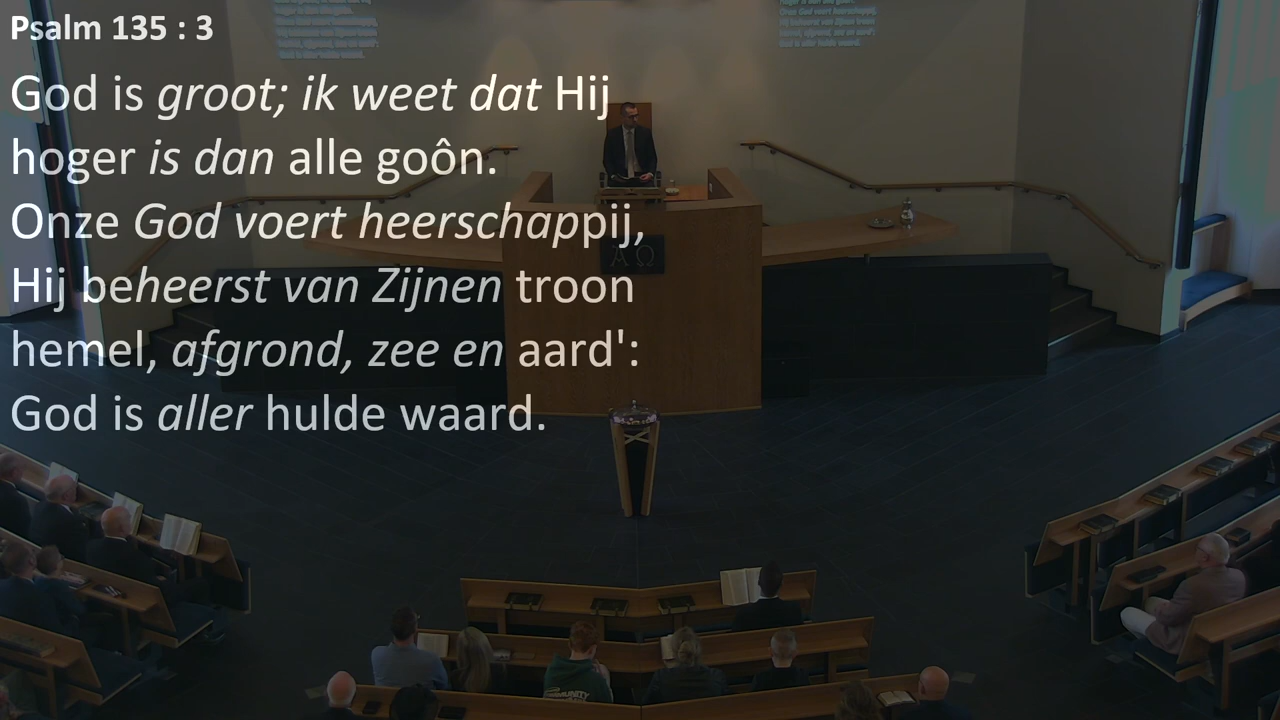 Psalm 135 : 3
God is groot; ik weet dat Hij
hoger is dan alle goôn.
Onze God voert heerschappij,
Hij beheerst van Zijnen troon
hemel, afgrond, zee en aard':
God is aller hulde waard.
Α Ω